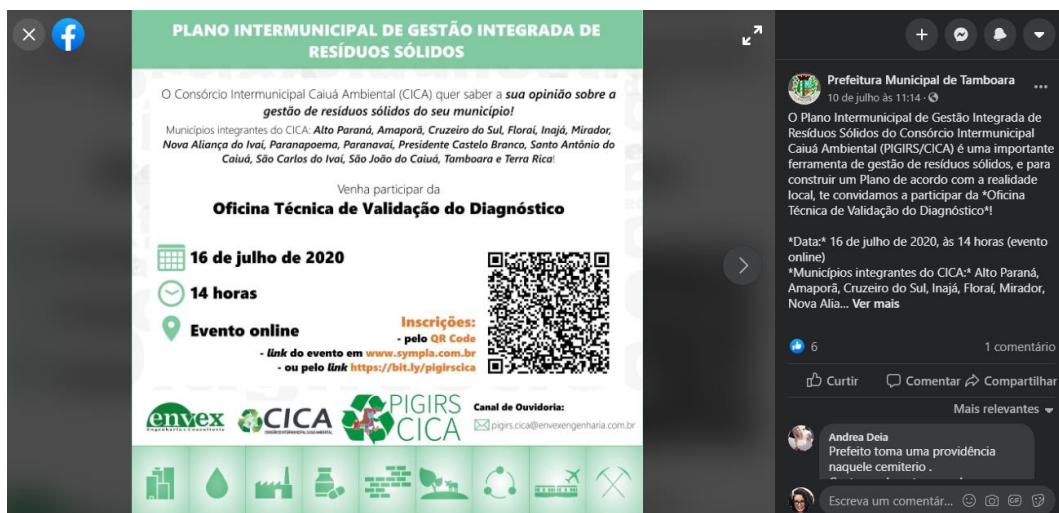 PLANO INTERMUNICIPAL DE GESTÃO INTEGRADA DE
RESÍDUOS SÓLIDOS
O Consórcio Intermunicipal Caiuá Ambiental (CICA) quer saber a sua opinião sobre a
gestão de resíduos sólidos do seu município!
Municípios integrantes do CICA: Alto Paraná, Amaporã, Cruzeiro do Sul, Floraí, Inajá, Mirador,
Nova Aliança do Ivaí, Paranapoema, Paranavaí, Presidente Castelo Branco, Santo Antônio do
Caiuá, São Carlos do Ivaí, São João do Caiuá, Tamboara e Terra Rica!
Venha participar da
Oficina Técnica de Validação do Diagnóstico
16 de julho de 2020
14 horas
Evento online
Inscrições:
- pelo QR Code
- link do evento em www.sympla.com.br
- ou pelo link https://bit.ly/pigirscica
envex
Engenharia e Consultoria
CICA
CONSÓRCIO INTERMUNICIPAL CAIUÁ AMBIENTAL
PIGIRS
CICA
Canal de Ouvidoria:
pigirs.cica@envexengenharia.com.br
Prefeitura Municipal de Tamboara
10 de julho às 11:14
O Plano Intermunicipal de Gestão Integrada de
Resíduos Sólidos do Consórcio Intermunicipal
Caiuá Ambiental (PIGIRS/CICA) é uma importante
ferramenta de gestão de resíduos sólidos, e para
construir um Plano de acordo com a realidade
local, te convidamos a participar da *Oficina
Técnica de Validação do Diagnóstico*!
*Data:* 16 de julho de 2020, às 14 horas (evento
online)
*Municípios integrantes do CICA:* Alto Paraná,
Amaporã, Cruzeiro do Sul, Inajá, Floraí, Mirador,
Nova Alia... Ver mais
6
1 comentário
Curtir
Comentar
Compartilhar
Mais relevantes
Andrea Deia
Prefeito toma uma providência
naquele cemiterio .
Escreva um comentár...
GIF